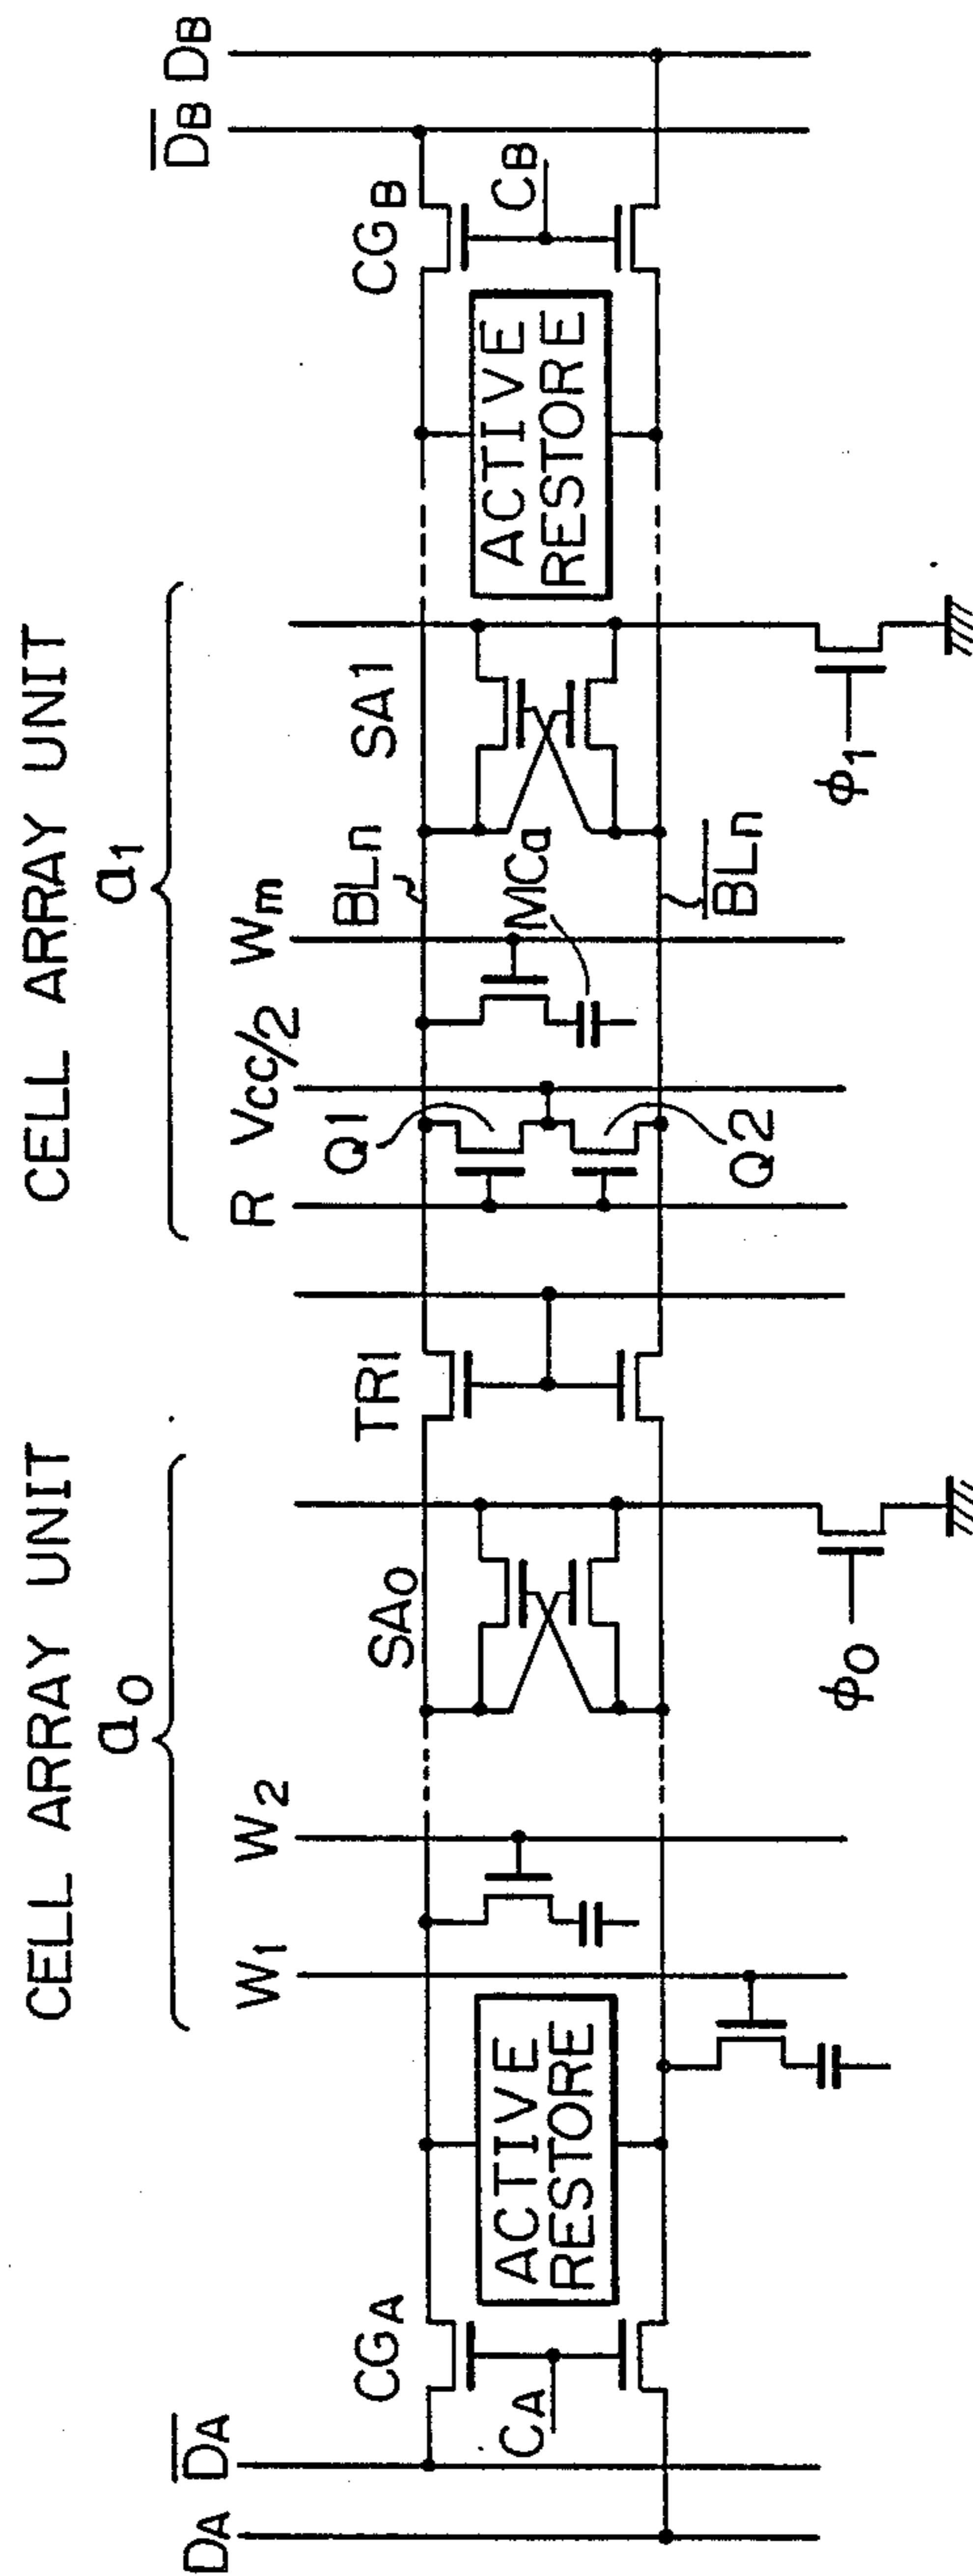 CELL ARRAY UNIT
a₀
CELL ARRAY UNIT
a₁
D̅A̅
DA
CGA
CA
ACTIVE
RESTORE
W₁
W₂
SA₀
ϕ₀
TR1
R
Vcc/2
Q1
Q2
Wm
BLn
MCa
B̅L̅n̅
SA1
ϕ₁
ACTIVE
RESTORE
CGB
CB
D̅B̅
DB